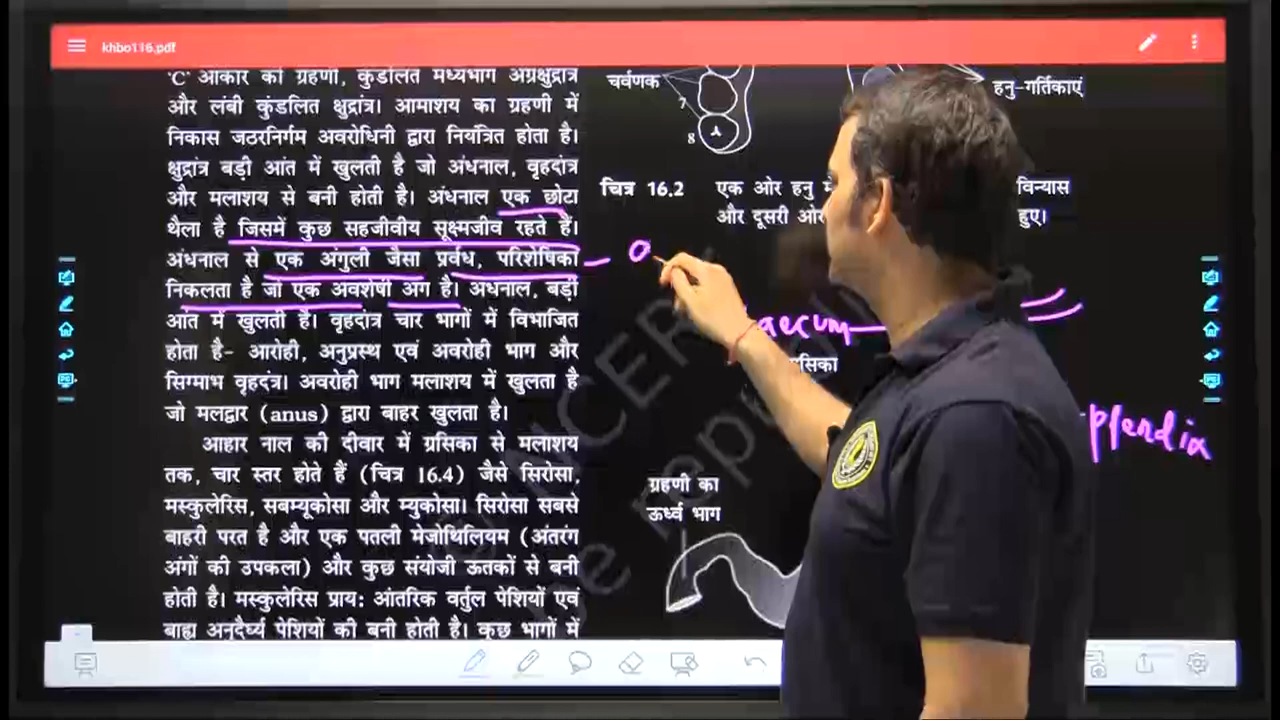 khbo116.pdf
'C' आकार की ग्रहणी, कुंडलित मध्यभाग अग्रक्षुद्रांत्र
और लंबी कुंडलित क्षुद्रांत्र। आमाशय का ग्रहणी में
निकास जठरनिर्गम अवरोधिनी द्वारा नियंत्रित होता है।
क्षुद्रांत्र बड़ी आंत में खुलती है जो अंधनाल, वृहदांत्र
और मलाशय से बनी होती है। अंधनाल एक छोटा
थैला है जिसमें कुछ सहजीवीय सूक्ष्मजीव रहते हैं।
अंधनाल से एक अंगुली जैसा प्रर्वध, परिशेषिका
निकलता है जो एक अवशेषी अंग है। अंधनाल, बड़ी
आंत में खुलती है। वृहदांत्र चार भागों में विभाजित
होता है- आरोही, अनुप्रस्थ एवं अवरोही भाग और
सिग्माभ वृहदंत्र। अवरोही भाग मलाशय में खुलता है
जो मलद्वार (anus) द्वारा बाहर खुलता है।
आहार नाल की दीवार में ग्रसिका से मलाशय
तक, चार स्तर होते हैं (चित्र 16.4) जैसे सिरोसा,
मस्कुलेरिस, सबम्यूकोसा और म्युकोसा। सिरोसा सबसे
बाहरी परत है और एक पतली मेजोथिलियम (अंतरंग
अंगों की उपकला) और कुछ संयोजी ऊतकों से बनी
होती है। मस्कुलेरिस प्राय: आंतरिक वर्तुल पेशियों एवं
बाह्य अनुदैर्ध्य पेशियों की बनी होती है। कुछ भागों में
चर्वणक
7
8
हनु-गर्तिकाएं
चित्र 16.2 एक ओर हनु विन्यास
और दूसरी ओर हुए।
aecum
pfendix
ग्रहणी का
ऊर्ध्व भाग